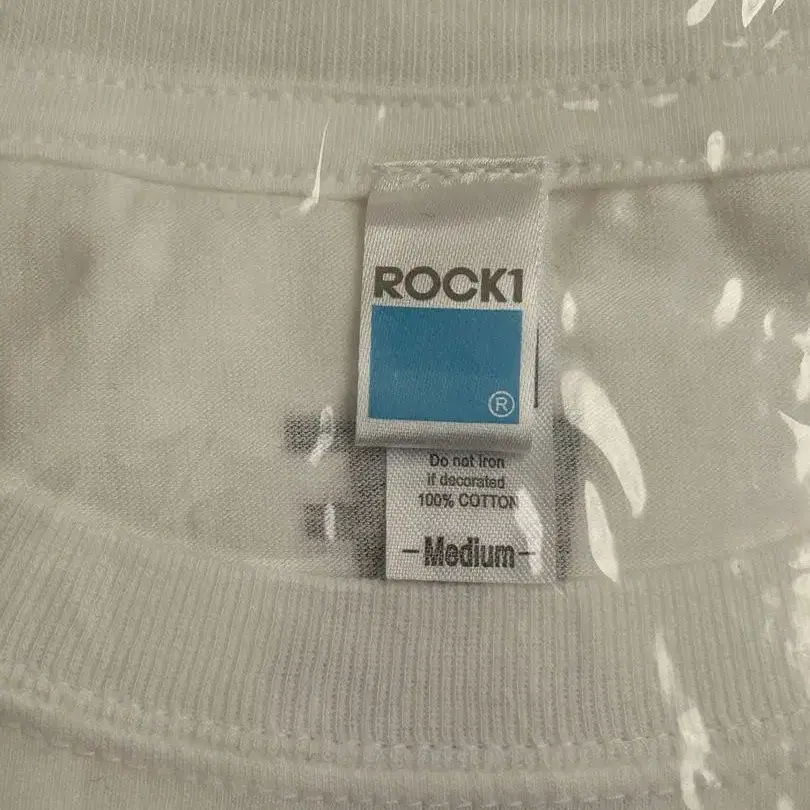 ROCK1
®
Do not Iron
if decorated
100% COTTON
-Medium-